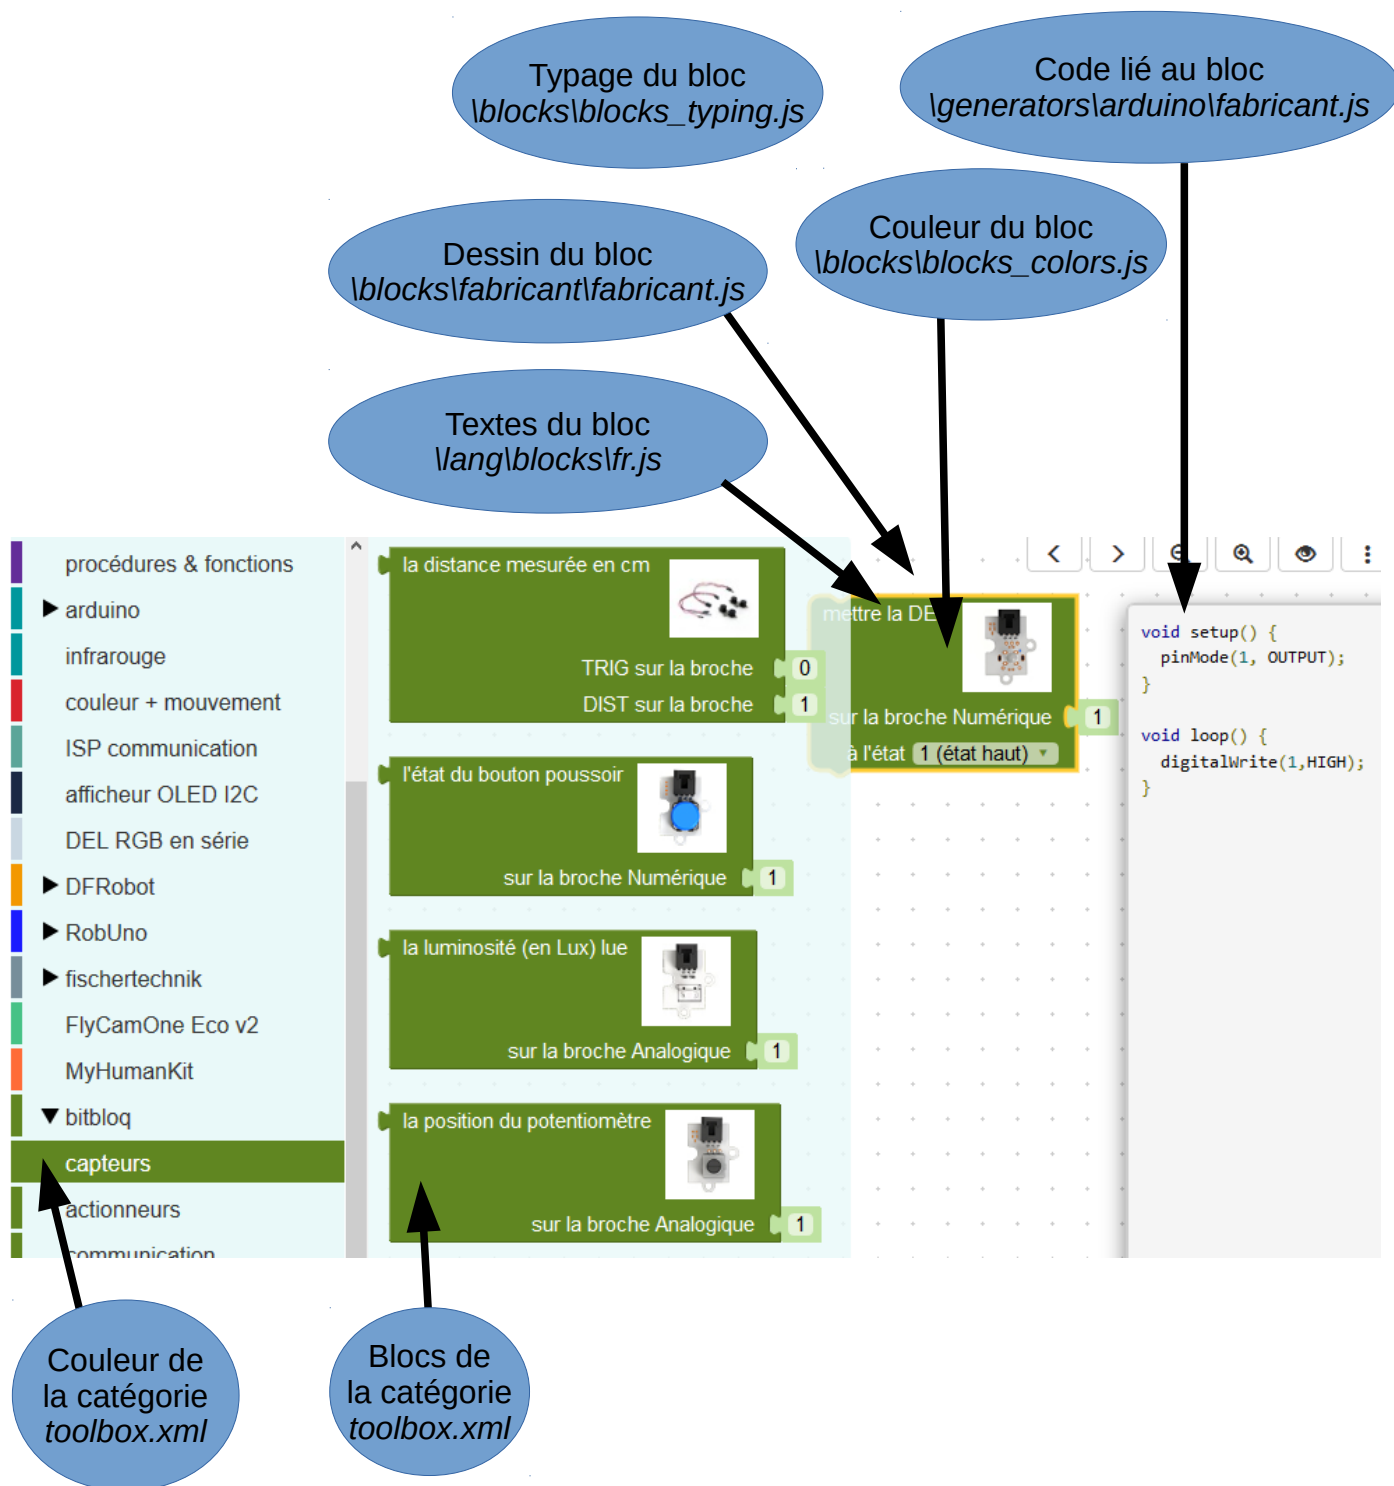 Typage du bloc
\blocks\blocks_typing.js
Code lié au bloc
\generators\arduino\fabricant.js
Dessin du bloc
\blocks\fabricant\fabricant.js
Couleur du bloc
\blocks\blocks_colors.js
Textes du bloc
\lang\blocks\fr.js
procédures & fonctions
arduino
infrarouge
couleur + mouvement
ISP communication
afficheur OLED I2C
DEL RGB en série
DFRobot
RobUno
fischertechnik
FlyCamOne Eco v2
MyHumanKit
bitbloq
capteurs
actionneurs
communication
la distance mesurée en cm
TRIG sur la broche 0
DIST sur la broche 1
l'état du bouton poussoir
sur la broche Numérique 1
la luminosité (en Lux) lue
sur la broche Analogique 1
la position du potentiomètre
sur la broche Analogique 1
mettre la DE
sur la broche Numérique 1
à l'état 1 (état haut)
void setup() {
pinMode(1, OUTPUT);
}
void loop() {
digitalWrite(1,HIGH);
}
Couleur de
la catégorie
toolbox.xml
Blocs de
la catégorie
toolbox.xml